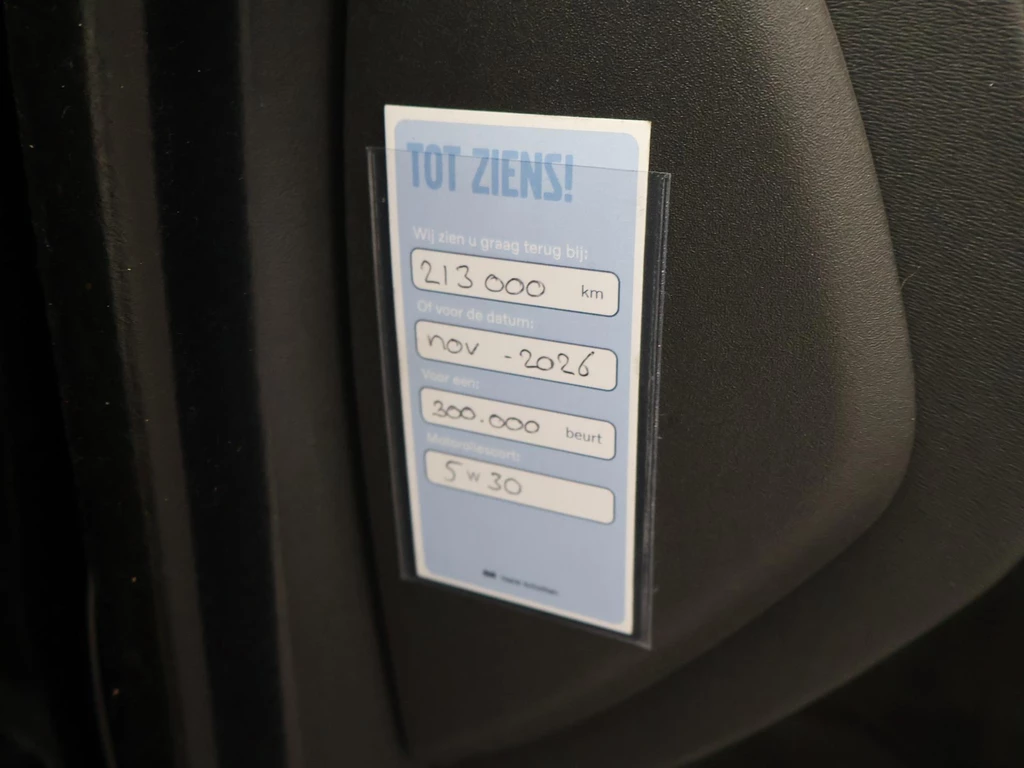 TOT ZIENS!
Wij zien u graag terug bij:
213 000 km
Of voor de datum:
nov - 2026
Voor een:
300.000 beurt
Motoroliesoort:
5 w 30